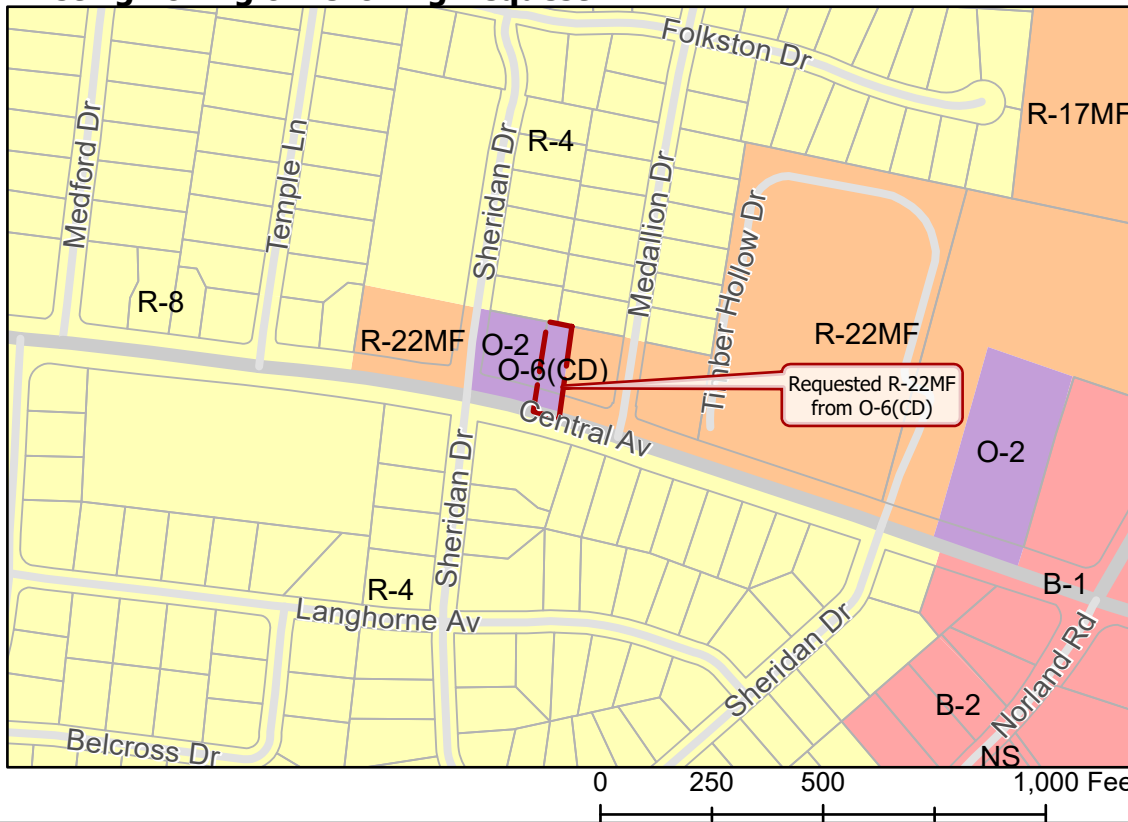 Folkston Dr
R-17MF
R-4
Medford Dr
Temple Ln
Sheridan Dr
Medallion Dr
Timber Hollow Dr
R-8
R-22MF
O-2
R-22MF
O-6(CD)
Requested R-22MF
from O-6(CD)
Central Av
O-2
Sheridan Dr
B-1
R-4
Langhorne Av
Sheridan Dr
Norland Rd
B-2
Belcross Dr
NS
0 250 500 1,000 Fee